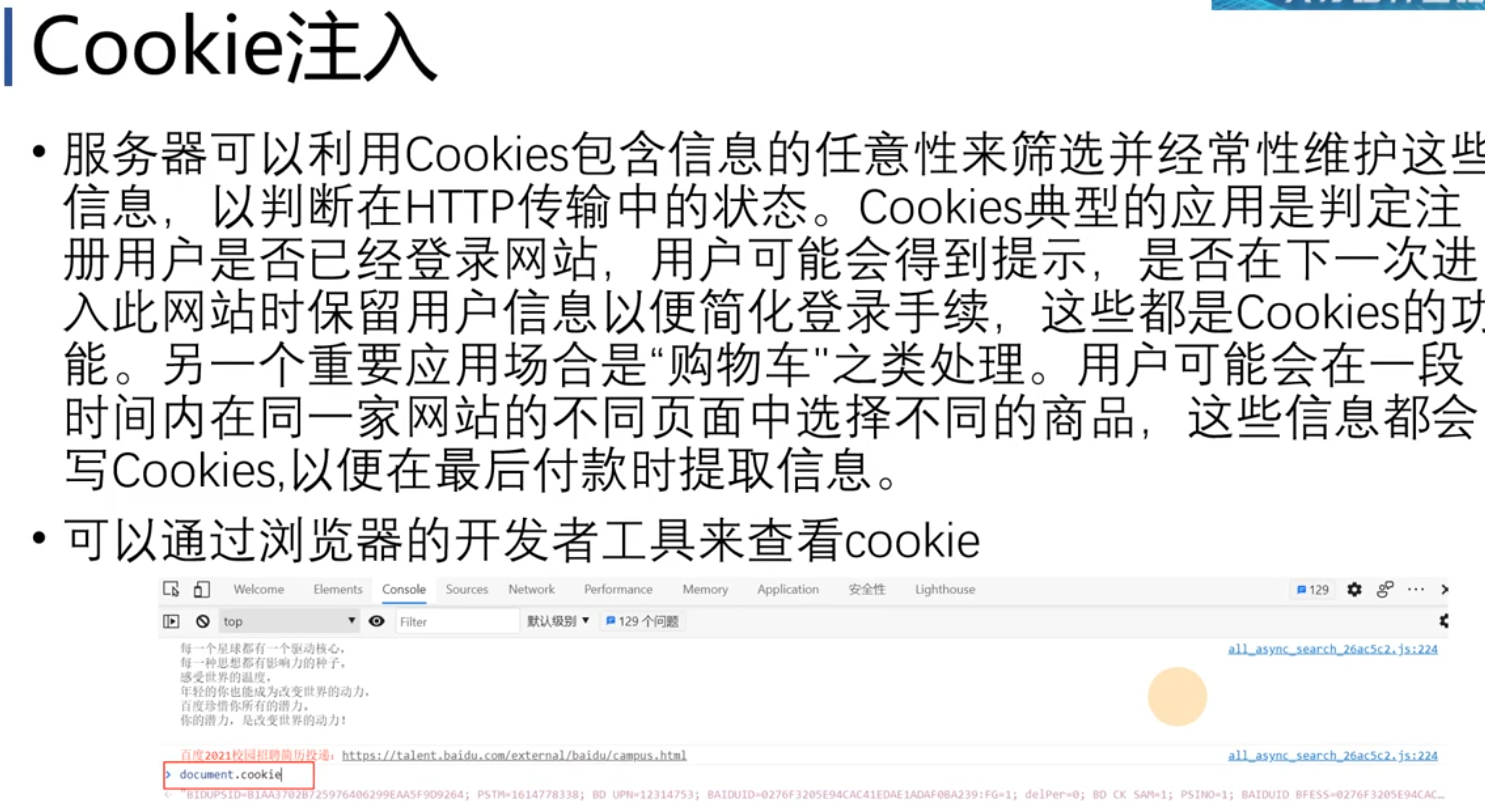 Cookie注入
• 服务器可以利用Cookies包含信息的任意性来筛选并经常性维护这些
信息，以判断在HTTP传输中的状态。Cookies典型的应用是判定注
册用户是否已经登录网站，用户可能会得到提示，是否在下一次进
入此网站时保留用户信息以便简化登录手续，这些都是Cookies的功
能。另一个重要应用场合是“购物车"之类处理。用户可能会在一段
时间内在同一家网站的不同页面中选择不同的商品，这些信息都会
写Cookies,以便在最后付款时提取信息。
• 可以通过浏览器的开发者工具来查看cookie
Welcome Elements Console Sources Network Performance Memory Application 安全性 Lighthouse 129
top Filter 默认级别 129 个问题
每一个星球都有一个驱动核心， all_async_search_26ac5c2.js:224
每一种思想都有影响力的种子。
感受世界的温度，
年轻的你也能成为改变世界的动力，
百度珍惜你所有的潜力。
你的潜力，是改变世界的动力！
百度2021校园招聘简历投递：https://talent.baidu.com/external/baidu/campus.html all_async_search_26ac5c2.js:224
> document.cookie
"BIDUPSID=B1AA3702B725976406299EAA5F9D9264; PSTM=1614778338; BD_UPN=12314753; BAIDUID=0276F3205E94CAC41EDAE1ADAF0BA239:FG=1; delPer=0; BD_CK_SAM=1; PSINO=1; BAIDUID_BFESS=0276F3205E94CAC…